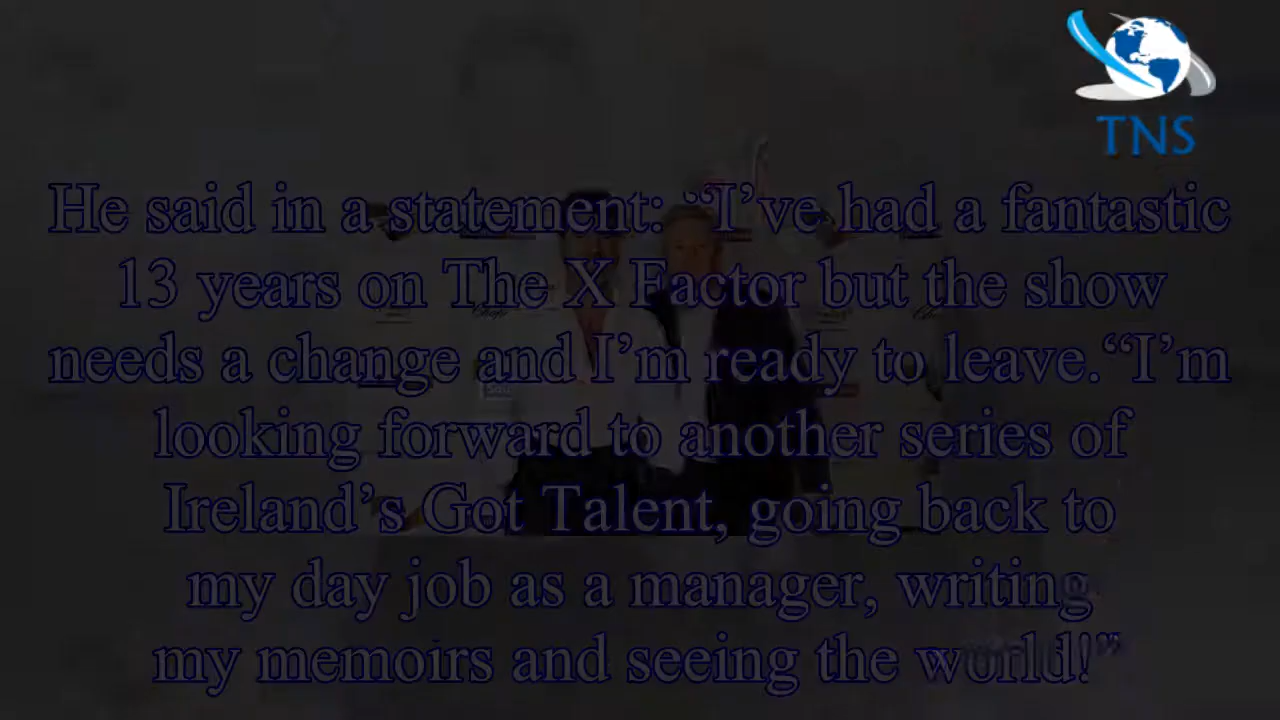 TNS
He said in a statement: “I’ve had a fantastic
13 years on The X Factor but the show
needs a change and I’m ready to leave.“I’m
looking forward to another series of
Ireland’s Got Talent, going back to
my day job as a manager, writing
my memoirs and seeing the world!”